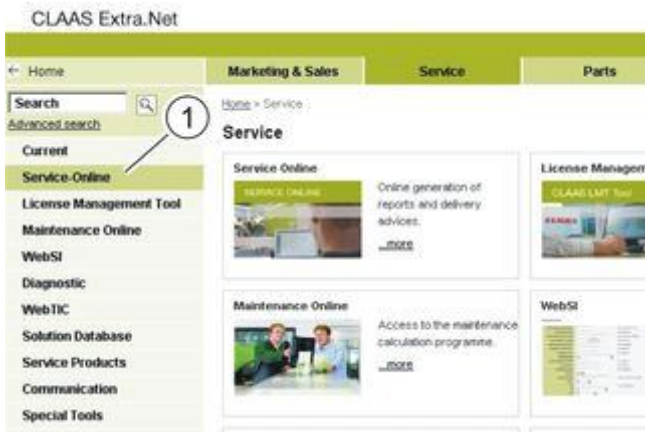 CLAAS Extra.Net
← Home
Marketing & Sales
Service
Parts
Search
Advanced search
1
Current
Service-Online
License Management Tool
Maintenance Online
WebSI
Diagnostic
WebTIC
Solution Database
Service Products
Communication
Special Tools
Home > Service
Service
Service Online
SERVICE ONLINE
Online generation of
reports and delivery
advices.
...more
License Managem
CLAAS LMT Tool
CLAAS
Maintenance Online
Access to the maintenance
calculation programme.
...more
WebSI